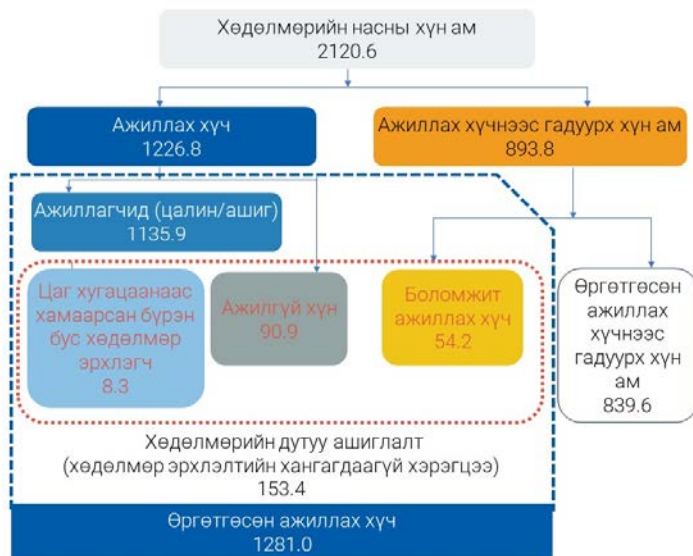 Хөдөлмөрийн насны хүн ам
2120.6
Ажиллах хүч
1226.8
Ажиллах хүчнээс гадуурх хүн ам
893.8
Ажиллагчид (цалин/ашиг)
1135.9
Цаг хугацаанаас
хамаарсан бүрэн
бус хөдөлмөр
эрхлэгч
8.3
Ажилгүй хүн
90.9
Боломжит
ажиллах хүч
54.2
Өргөтгөсөн
ажиллах
хүчнээс
гадуурх хүн
ам
839.6
Хөдөлмөрийн дутуу ашиглалт
(хөдөлмөр эрхлэлтийн хангагдаагүй хэрэгцээ)
153.4
Өргөтгөсөн ажиллах хүч
1281.0